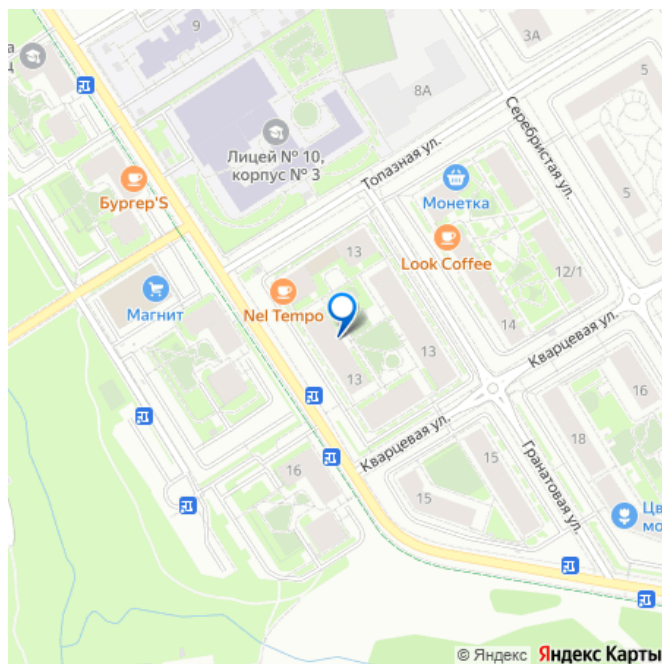 9
3А
5
8А
Лицей № 10,
корпус № 3
Топазная ул.
Серебристая ул.
Бургер'S
Монетка
5
13
Look Coffee
12/1
Магнит
Nel Tempo
14
Кварцевая ул.
13
13
16
Кварцевая ул.
18
16
15
15
Гранатовая ул.
© Яндекс Яндекс Карты